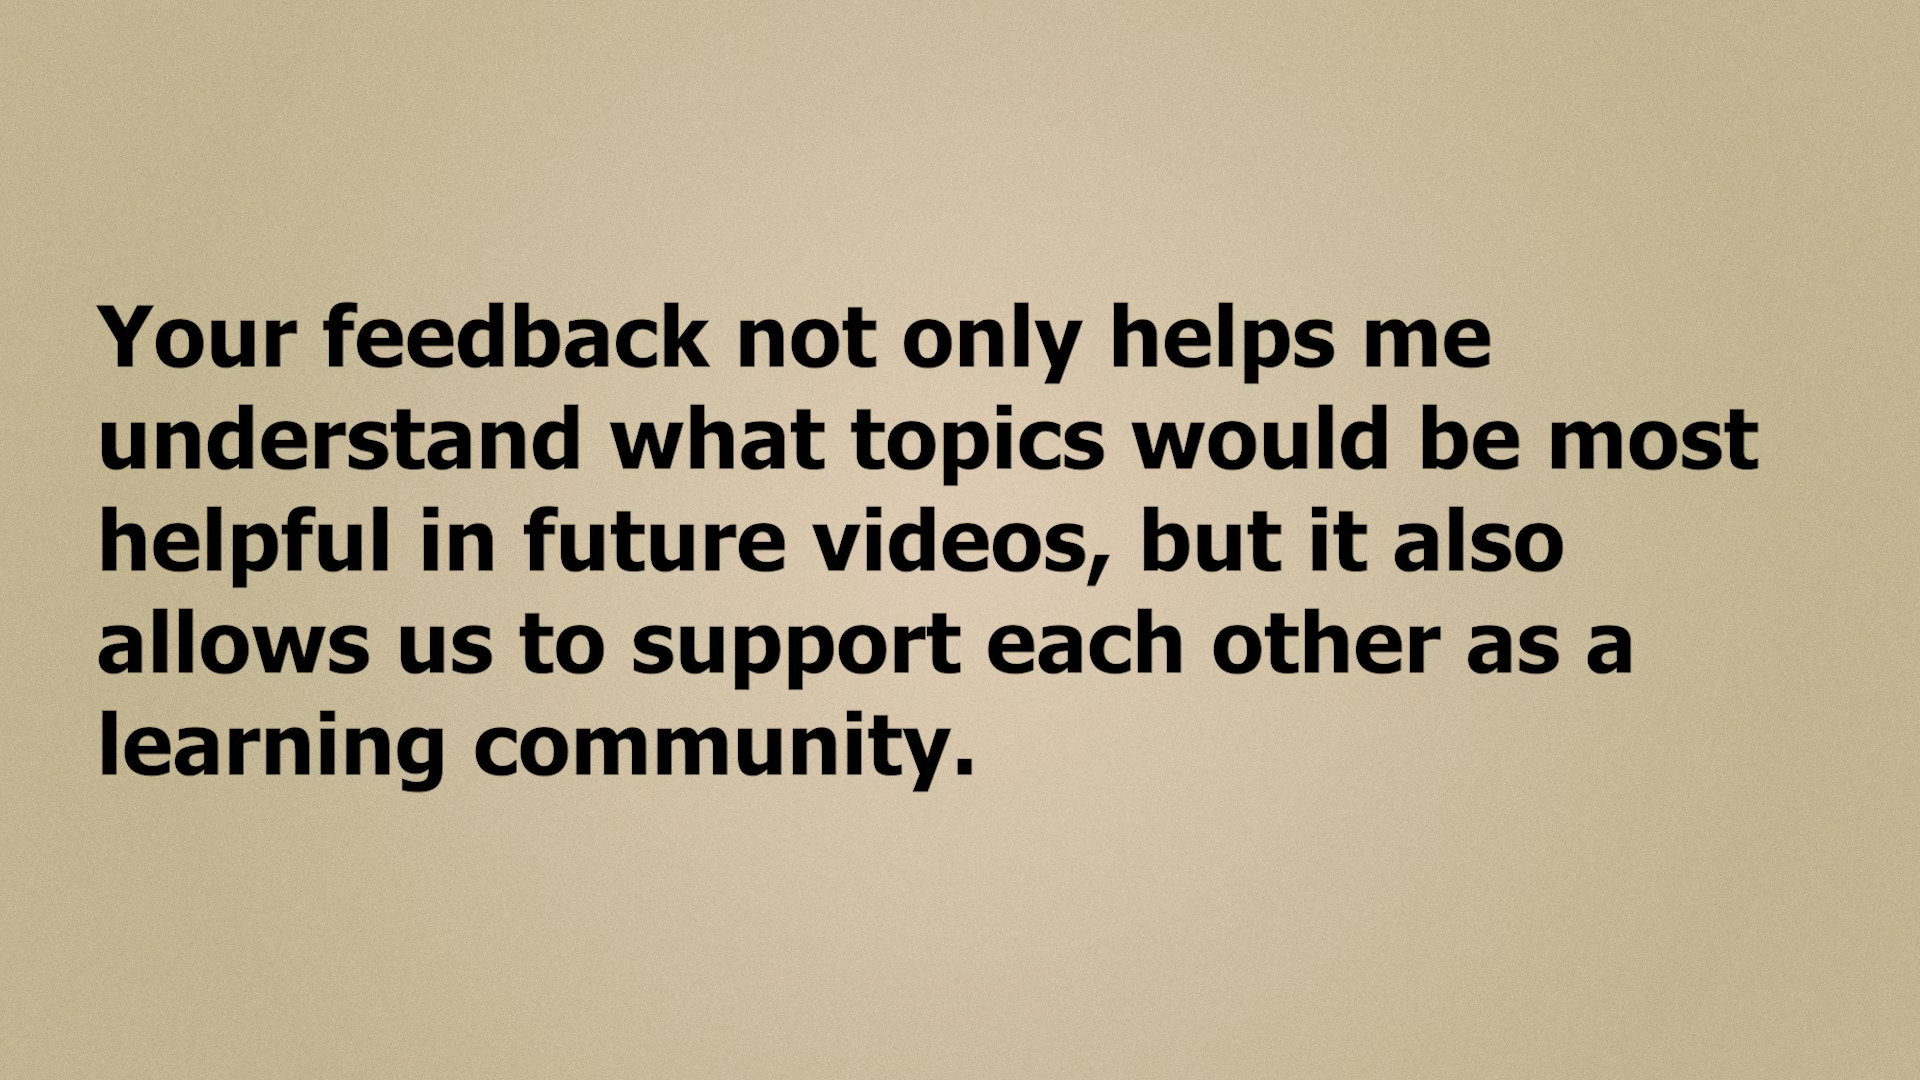 Your feedback not only helps me
understand what topics would be most
helpful in future videos, but it also
allows us to support each other as a
learning community.